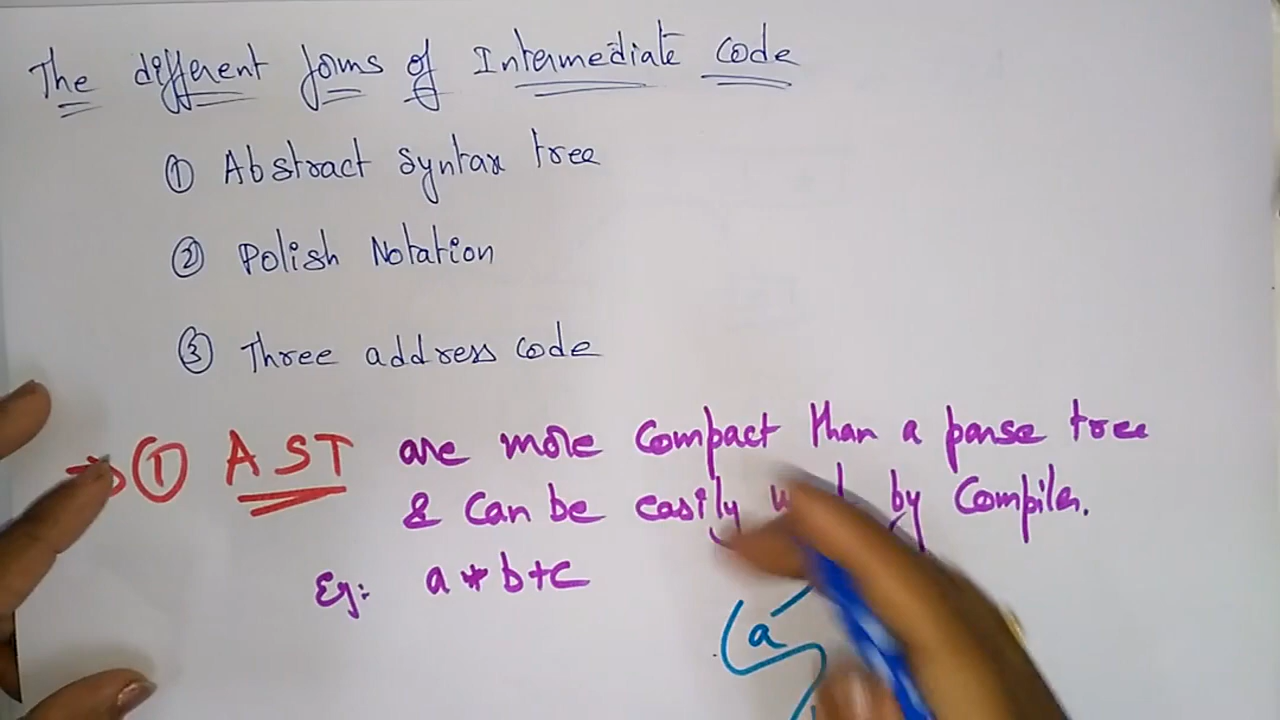 The different forms of Intermediate code
① Abstract Syntax tree
② Polish Notation
③ Three address code
→ ① AST are more Compact than a parse tree
& Can be easily by Compiler.
Eg: a * b + c
a